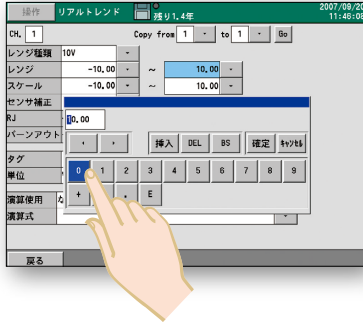 操作 リアルトレンド 残り1.4年 2007/09/20
11:46:08
CH. 1 Copy from 1 to 1 Go
レンジ種類 10V
レンジ -10.00 ~ 10.00
スケール -10.00 ~ 10.00
センサ補正
RJ 10.00
バーンアウト
挿入 DEL BS 確定 キャンセル
タグ
単位
0 1 2 3 4 5 6 7 8 9
+ . E
演算使用 な
演算式
戻る